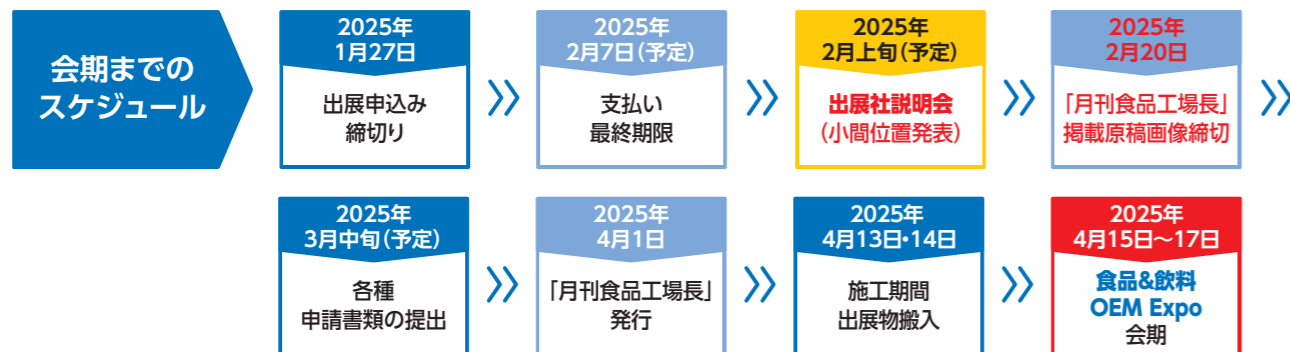 会期までの
スケジュール
2025年
1月27日
出展申込み
締切り
2025年
2月7日(予定)
支払い
最終期限
2025年
2月上旬(予定)
出展社説明会
(小間位置発表)
2025年
2月20日
「月刊食品工場長」
掲載原稿画像締切
2025年
3月中旬(予定)
各種
申請書類の提出
2025年
4月1日
「月刊食品工場長」
発行
2025年
4月13日・14日
施工期間
出展物搬入
2025年
4月15日〜17日
食品&飲料
OEM Expo
会期